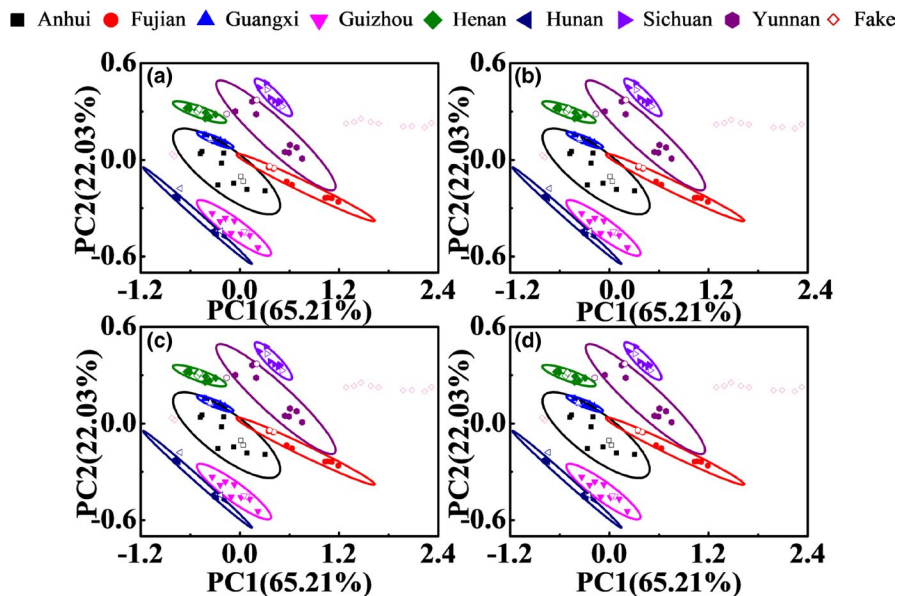 Anhui Fujian Guangxi Guizhou Henan Hunan Sichuan Yunnan Fake
0.6 (a) 0.6 (b)
PC2(22.03%) 0.0 PC2(22.03%) 0.0
-0.6 -0.6
-1.2 0.0 1.2 2.4 -1.2 0.0 1.2 2.4
PC1(65.21%) PC1(65.21%)
0.6 (c) 0.6 (d)
PC2(22.03%) 0.0 PC2(22.03%) 0.0
-0.6 -0.6
-1.2 0.0 1.2 2.4 -1.2 0.0 1.2 2.4
PC1(65.21%) PC1(65.21%)